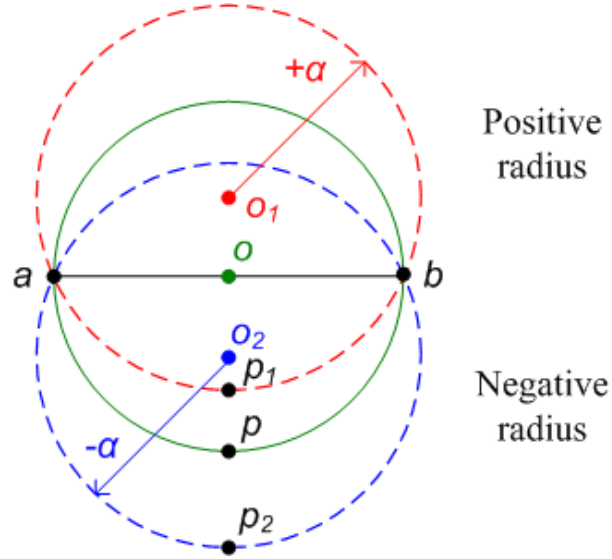 +α
Positive
radius
o₁
o
a
b
o₂
p₁
Negative
radius
p
-α
p₂